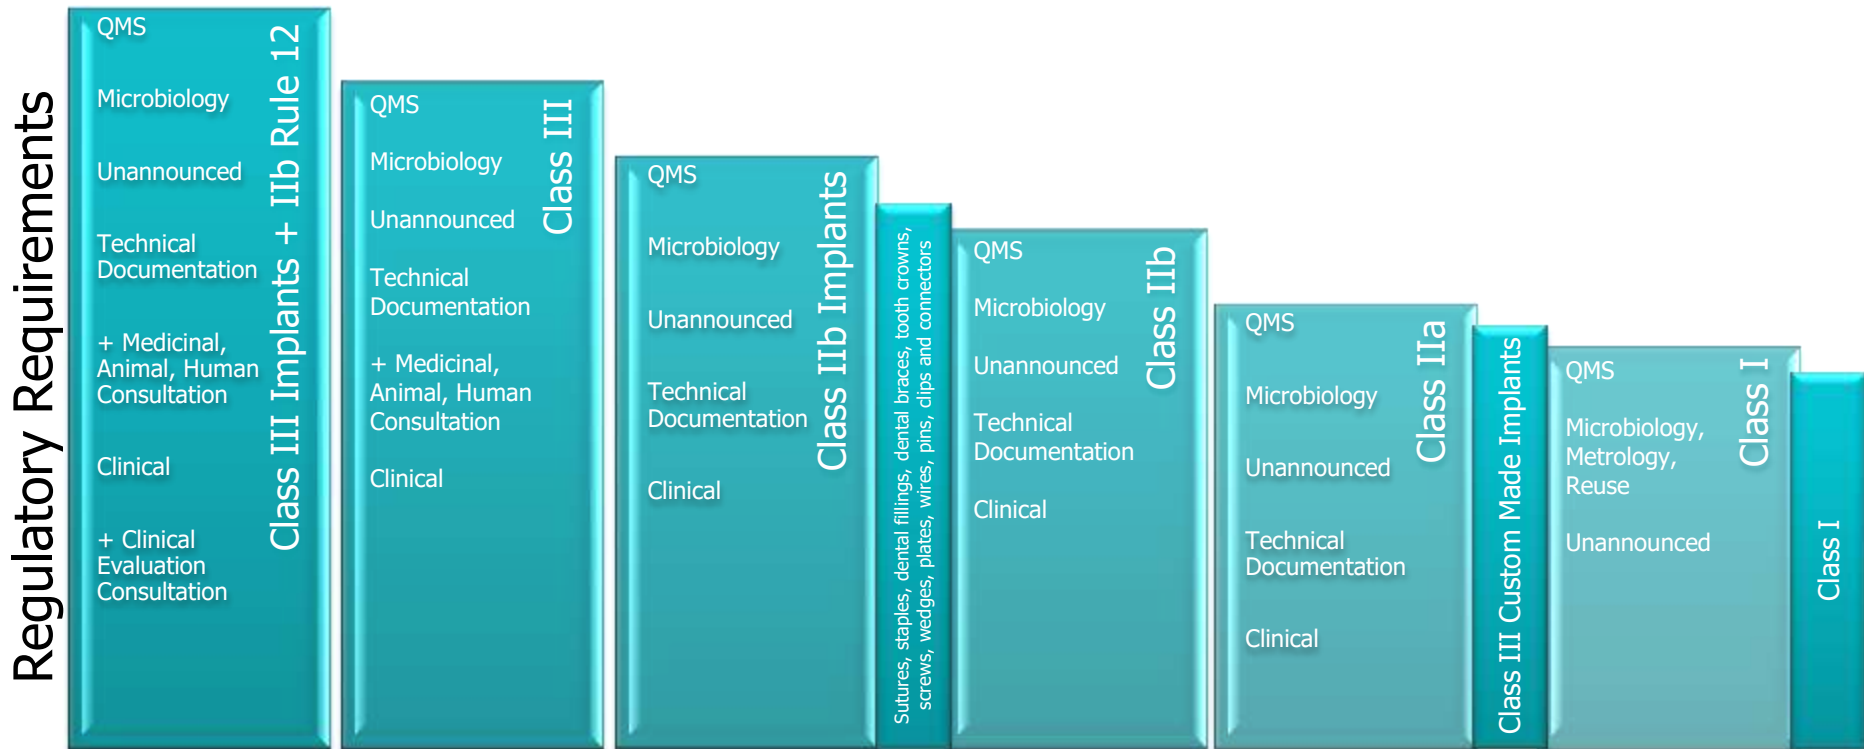 Regulatory Requirements
QMS
Microbiology
Unannounced
Technical
Documentation
+ Medicinal,
Animal, Human
Consultation
Clinical
+ Clinical
Evaluation
Consultation
Class III Implants + IIb Rule 12
QMS
Microbiology
Unannounced
Technical
Documentation
+ Medicinal,
Animal, Human
Consultation
Clinical
Class III
QMS
Microbiology
Unannounced
Technical
Documentation
Clinical
Class IIb Implants
Sutures, staples, dental fillings, dental braces, tooth crowns,
screws, wedges, plates, wires, pins, clips and connectors
QMS
Microbiology
Unannounced
Technical
Documentation
Clinical
Class IIb
QMS
Microbiology
Unannounced
Technical
Documentation
Clinical
Class IIa
Class III Custom Made Implants
QMS
Microbiology,
Metrology,
Reuse
Unannounced
Class I
Class I